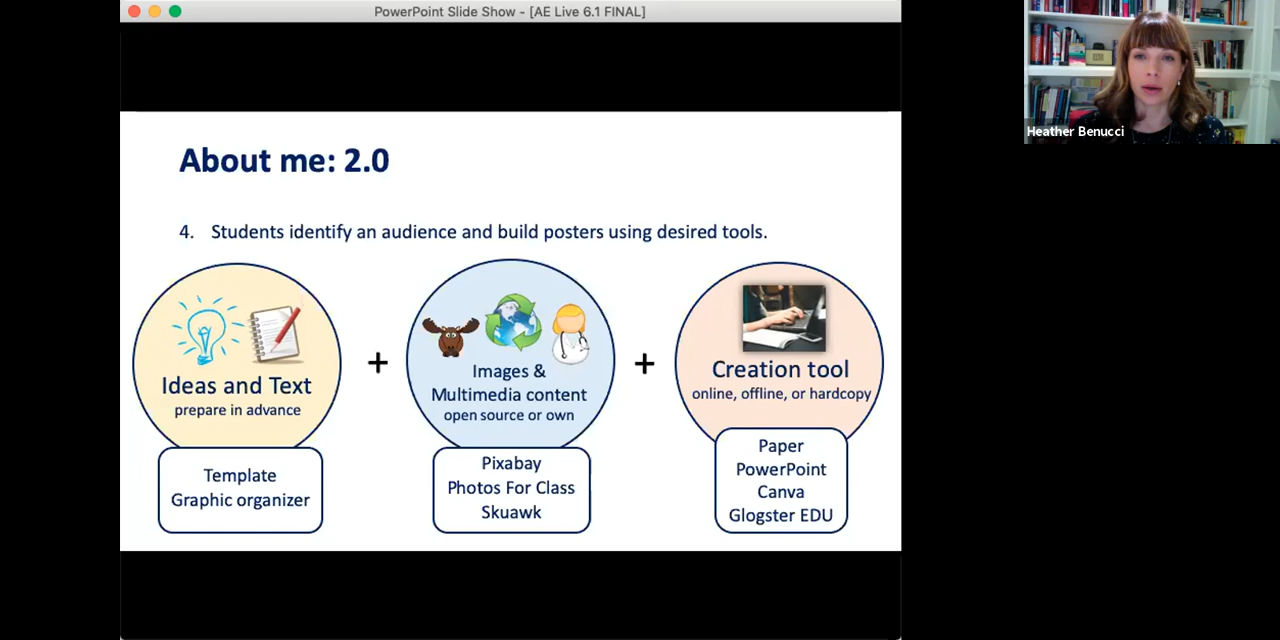 PowerPoint Slide Show - [AE Live 6.1 FINAL]
Heather Benucci
About me: 2.0
4. Students identify an audience and build posters using desired tools.
Ideas and Text
prepare in advance
Template
Graphic organizer
+
Images &
Multimedia content
open source or own
Pixabay
Photos For Class
Skuawk
+
Creation tool
online, offline, or hardcopy
Paper
PowerPoint
Canva
Glogster EDU